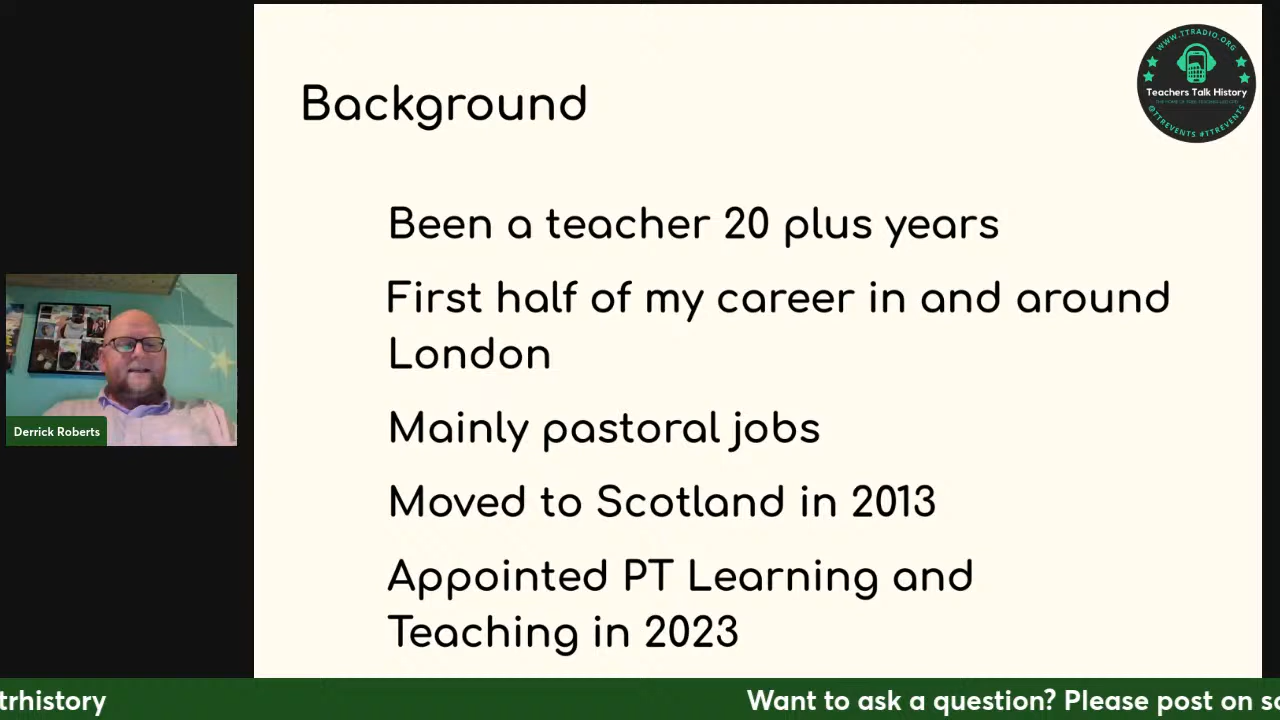 Background
WWW.TTRADIO.ORG
Teachers Talk History
@TTREVENTS #TTREVENTS
Been a teacher 20 plus years
First half of my career in and around
London
Mainly pastoral jobs
Moved to Scotland in 2013
Appointed PT Learning and
Teaching in 2023
Derrick Roberts
trhistory
Want to ask a question? Please post on so